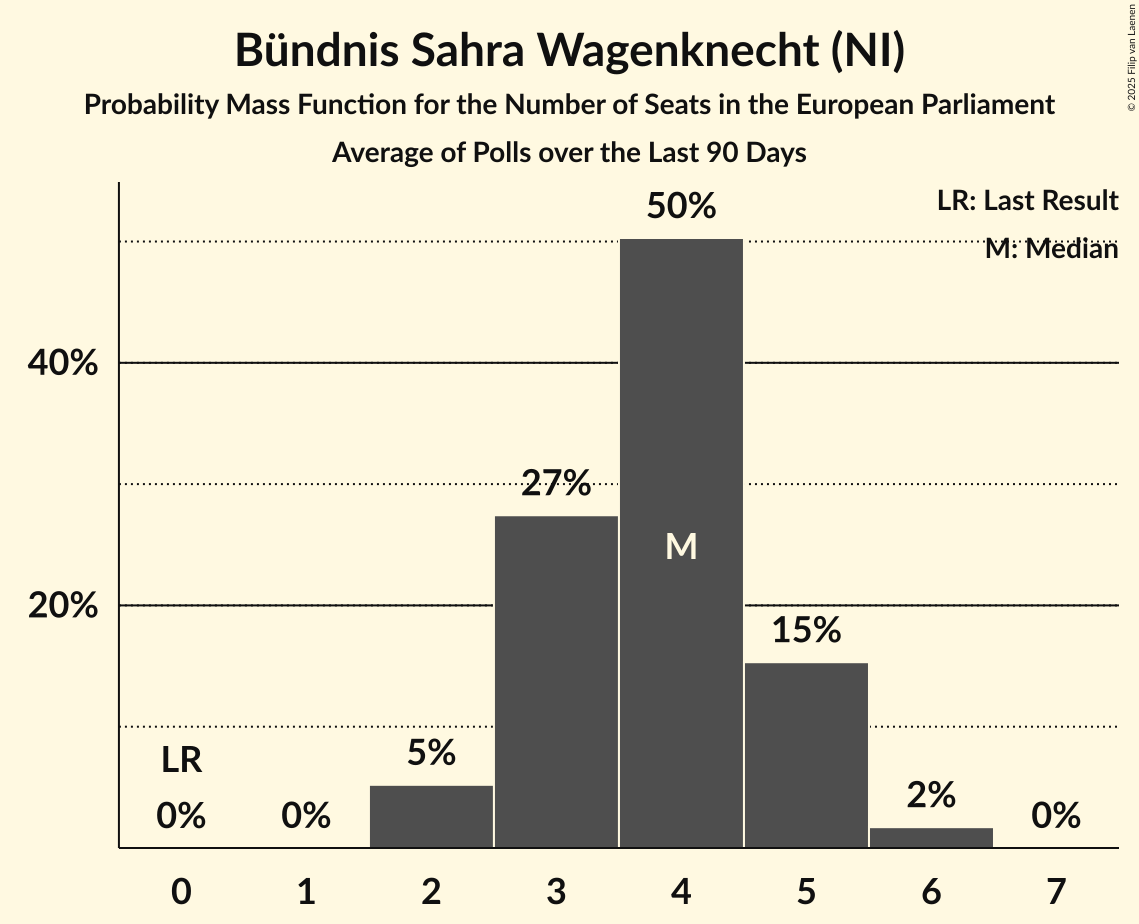 Bündnis Sahra Wagenknecht (NI)
Probability Mass Function for the Number of Seats in the European Parliament
Average of Polls over the Last 90 Days
© 2025 Filip van Laenen
LR: Last Result
M: Median
50%
40%
27%
M
20%
15%
LR
5%
2%
0%
0%
0%
0 1 2 3 4 5 6 7